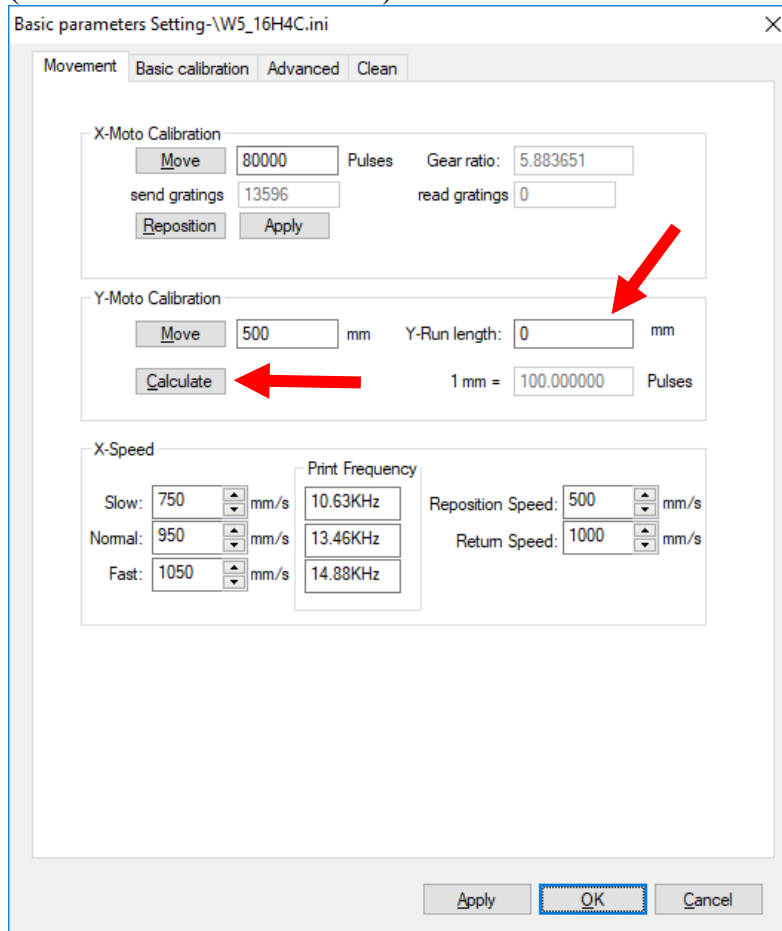 Basic parameters Setting-\W5_16H4C.ini
Movement Basic calibration Advanced Clean
X-Moto Calibration
Move 80000 Pulses Gear ratio: 5.883651
send gratings 13596 read gratings 0
Reposition Apply
Y-Moto Calibration
Move 500 mm Y-Run length: 0 mm
Calculate 1 mm = 100.000000 Pulses
X-Speed
Print Frequency
Slow: 750 mm/s 10.63KHz Reposition Speed: 500 mm/s
Normal: 950 mm/s 13.46KHz Return Speed: 1000 mm/s
Fast: 1050 mm/s 14.88KHz
Apply OK Cancel